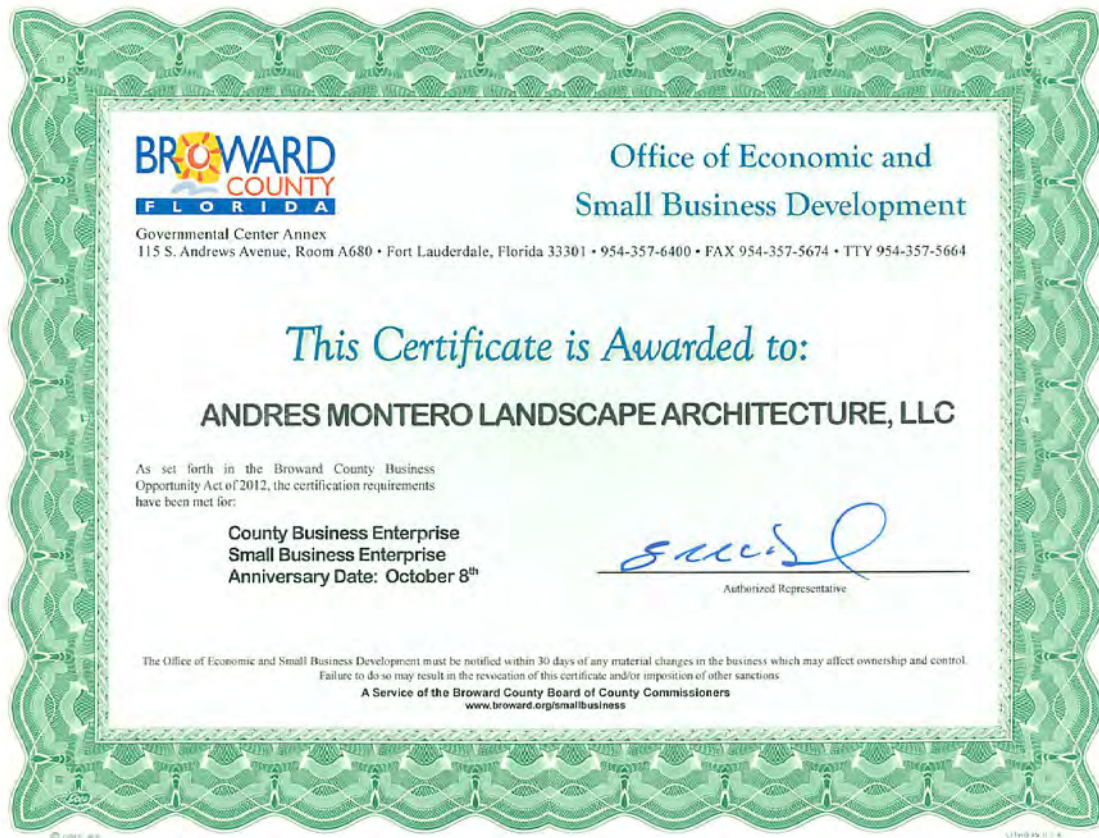 BROWARD
COUNTY
FLORIDA
Office of Economic and
Small Business Development
Governmental Center Annex
115 S. Andrews Avenue, Room A680 • Fort Lauderdale, Florida 33301 • 954-357-6400 • FAX 954-357-5674 • TTY 954-357-5664
This Certificate is Awarded to:
ANDRES MONTERO LANDSCAPE ARCHITECTURE, LLC
As set forth in the Broward County Business
Opportunity Act of 2012, the certification requirements
have been met for:
County Business Enterprise
Small Business Enterprise
Anniversary Date: October 8th
Authorized Representative
The Office of Economic and Small Business Development must be notified within 30 days of any material changes in the business which may affect ownership and control.
Failure to do so may result in the revocation of this certificate and/or imposition of other sanctions
A Service of the Broward County Board of County Commissioners
www.broward.org/smallbusiness